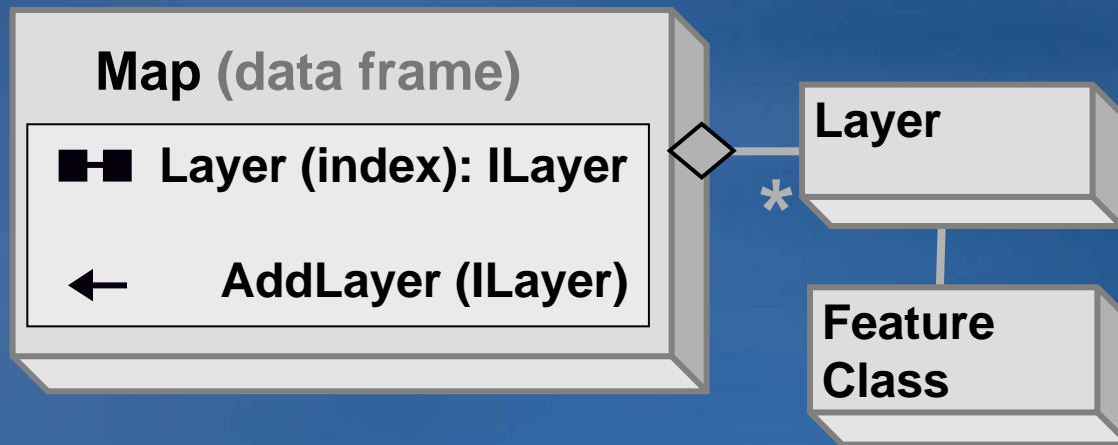 Map (data frame)
Layer (index): ILayer
AddLayer (ILayer)
Layer
*
Feature
Class